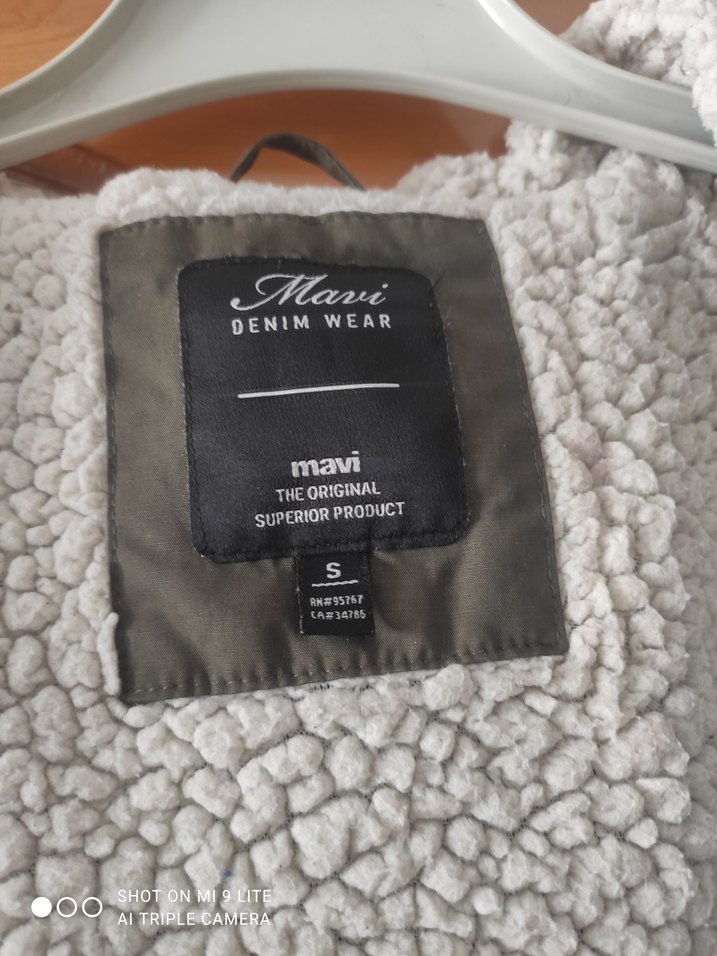 Mavi
DENIM WEAR
mavi
THE ORIGINAL
SUPERIOR PRODUCT
S
RN#95767
CA#34786
SHOT ON MI 9 LITE
AI TRIPLE CAMERA